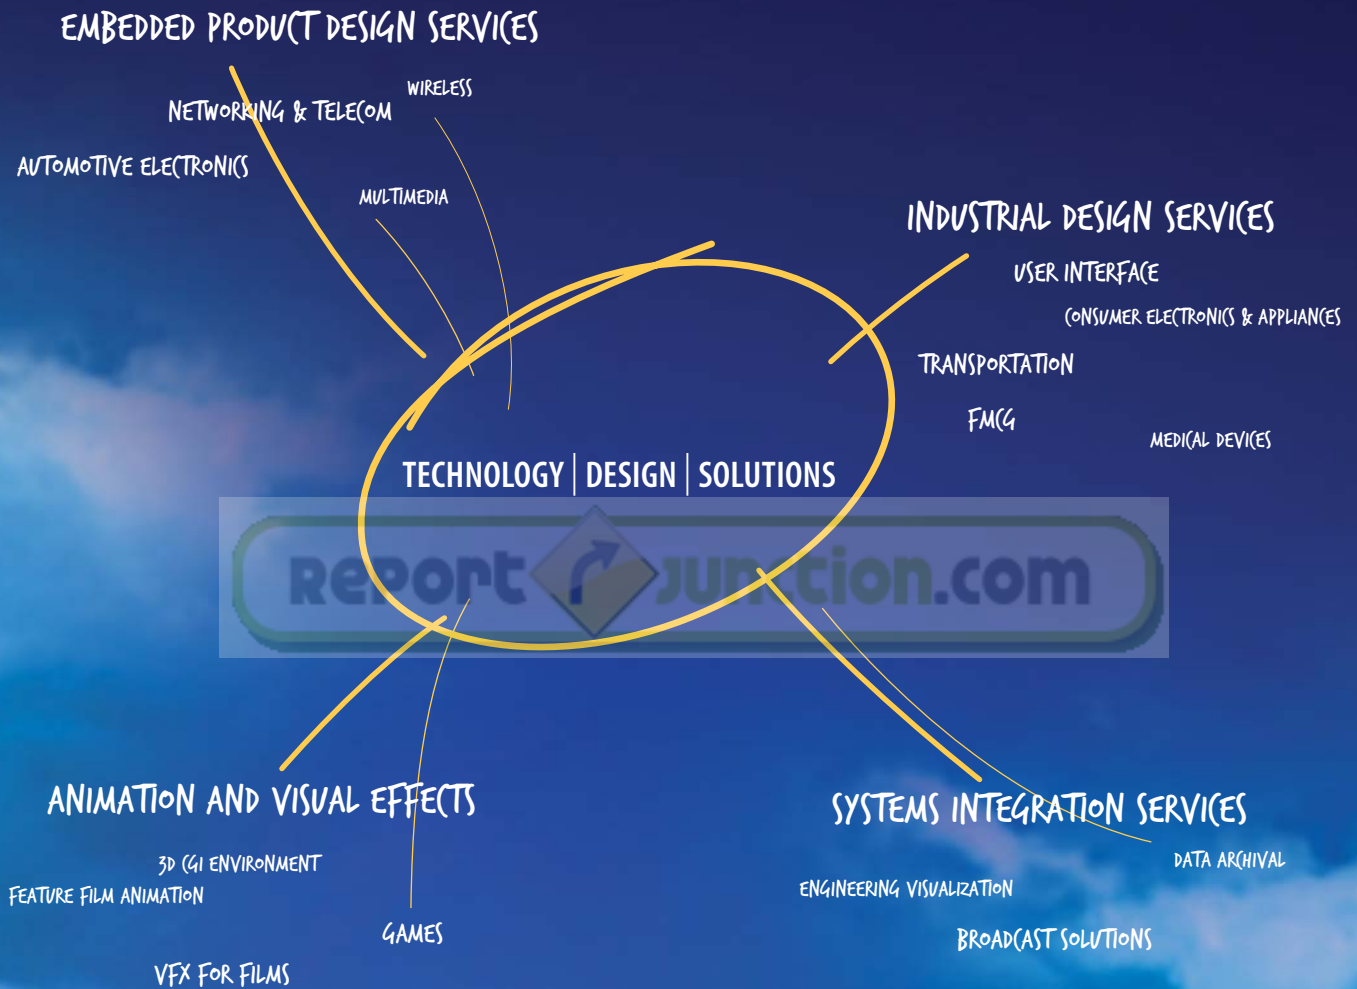 EMBEDDED PRODUCT DESIGN SERVICES
WIRELESS
NETWORKING & TELECOM
AUTOMOTIVE ELECTRONICS
MULTIMEDIA
INDUSTRIAL DESIGN SERVICES
USER INTERFACE
CONSUMER ELECTRONICS & APPLIANCES
TRANSPORTATION
FMCG
MEDICAL DEVICES
TECHNOLOGY | DESIGN | SOLUTIONS
RePORt JUnction.com
ANIMATION AND VISUAL EFFECTS
3D CGI ENVIRONMENT
FEATURE FILM ANIMATION
GAMES
VFX FOR FILMS
SYSTEMS INTEGRATION SERVICES
DATA ARCHIVAL
ENGINEERING VISUALIZATION
BROADCAST SOLUTIONS